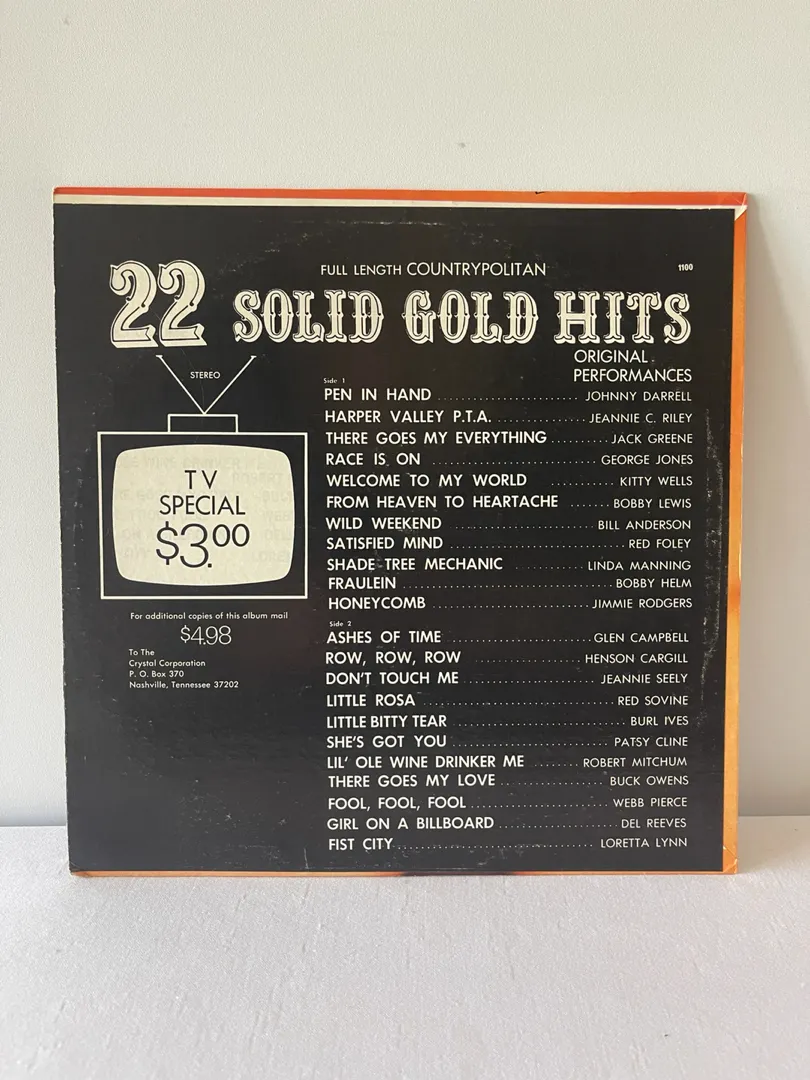 FULL LENGTH COUNTRYPOLITAN
1100
22 SOLID GOLD HITS
ORIGINAL
PERFORMANCES
STEREO
TV
SPECIAL
$3.00
For additional copies of this album mail
$4.98
To The
Crystal Corporation
P. O. Box 370
Nashville, Tennessee 37202
Side 1
PEN IN HAND .......... JOHNNY DARRELL
HARPER VALLEY P.T.A. .......... JEANNIE C. RILEY
THERE GOES MY EVERYTHING .......... JACK GREENE
RACE IS ON .......... GEORGE JONES
WELCOME TO MY WORLD .......... KITTY WELLS
FROM HEAVEN TO HEARTACHE .......... BOBBY LEWIS
WILD WEEKEND .......... BILL ANDERSON
SATISFIED MIND .......... RED FOLEY
SHADE TREE MECHANIC .......... LINDA MANNING
FRAULEIN .......... BOBBY HELM
HONEYCOMB .......... JIMMIE RODGERS
Side 2
ASHES OF TIME .......... GLEN CAMPBELL
ROW, ROW, ROW .......... HENSON CARGILL
DON'T TOUCH ME .......... JEANNIE SEELY
LITTLE ROSA .......... RED SOVINE
LITTLE BITTY TEAR .......... BURL IVES
SHE'S GOT YOU .......... PATSY CLINE
LIL' OLE WINE DRINKER ME .......... ROBERT MITCHUM
THERE GOES MY LOVE .......... BUCK OWENS
FOOL, FOOL, FOOL .......... WEBB PIERCE
GIRL ON A BILLBOARD .......... DEL REEVES
FIST CITY .......... LORETTA LYNN